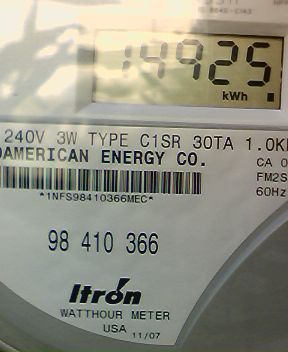 14925
kWh
240V 3W TYPE C1SR 30TA 1.0K
DAMERICAN ENERGY CO.
CA 0
FM2S
60Hz
*1NFS98410366MEC*
98 410 366
Itron
WATTHOUR METER
USA 11/07